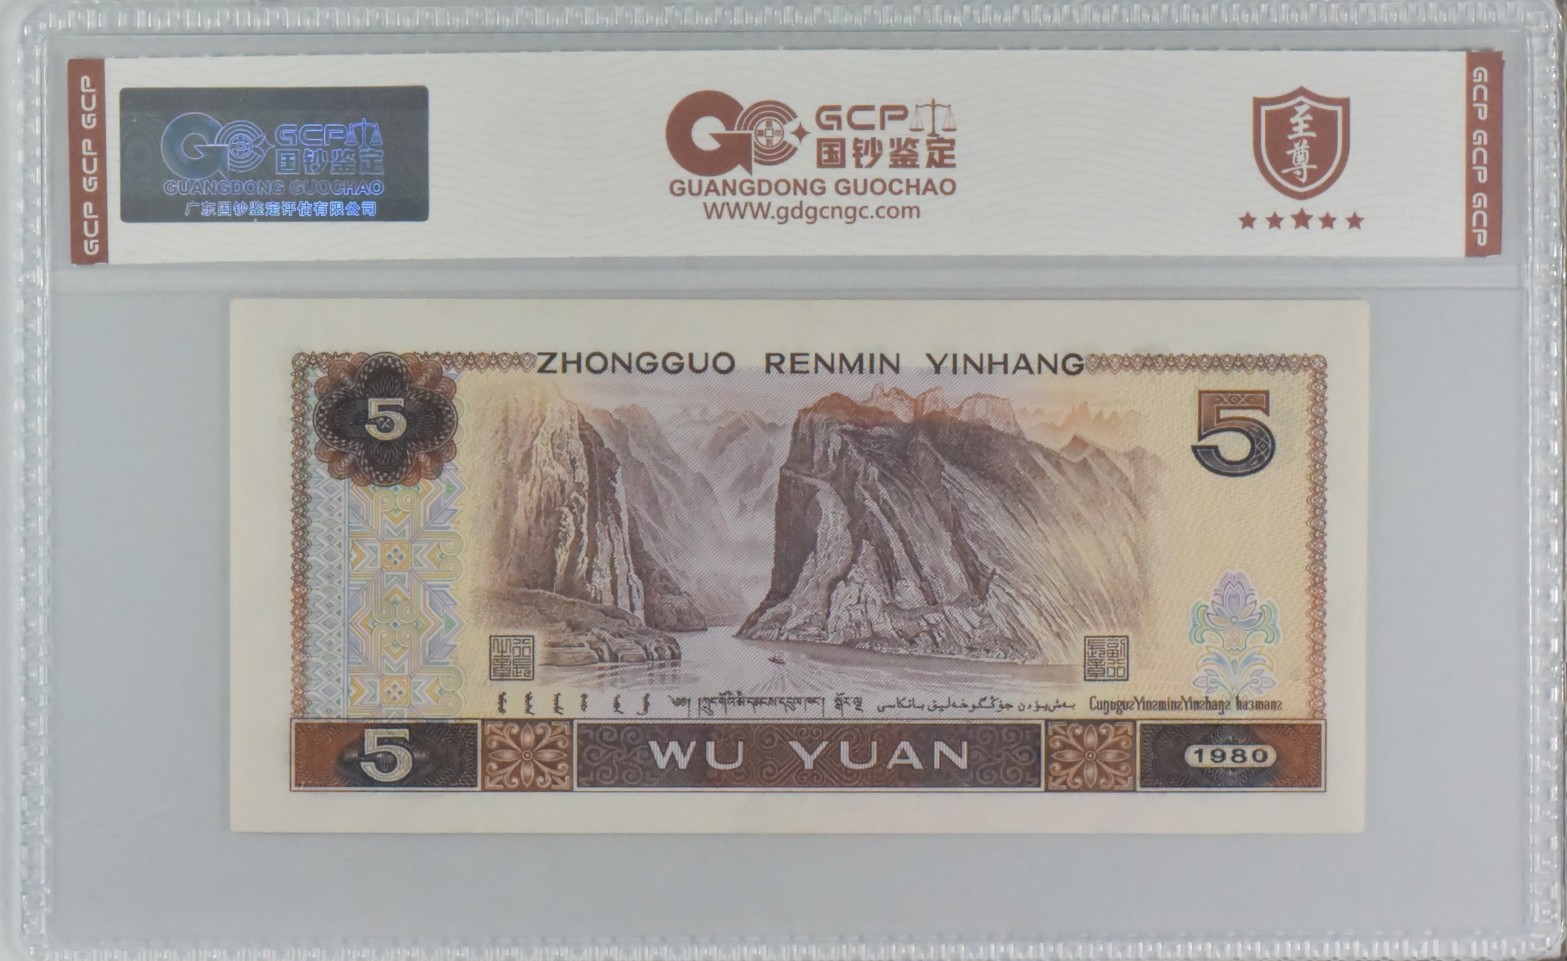 GCP GCP GCP
GCP
国钞鉴定
GUANGDONG GUOCHAO
广东国钞鉴定评估有限公司
GCP
国钞鉴定
GUANGDONG GUOCHAO
WWW.gdgcngc.com
至尊
GCP GCP GCP
ZHONGGUO RENMIN YINHANG
5
5
5
WU YUAN
1980